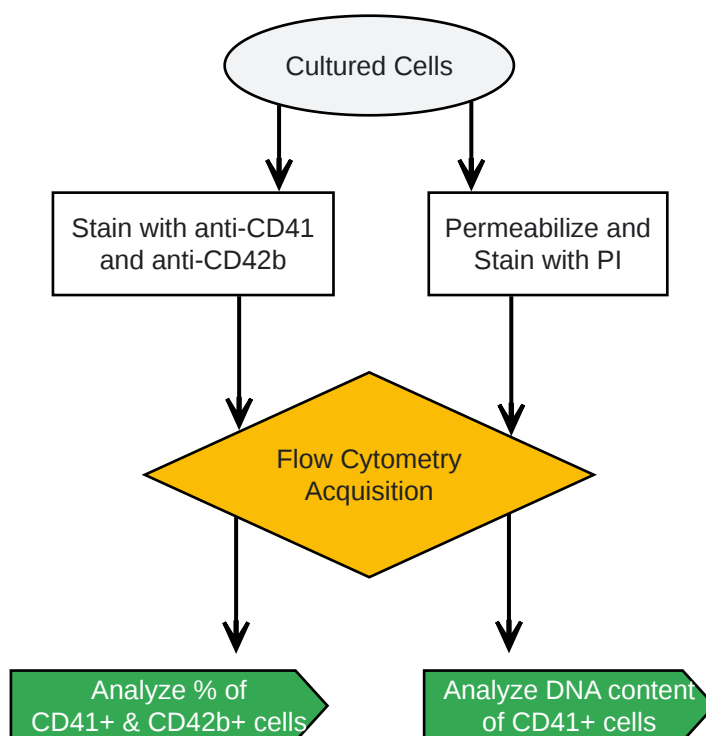 Cultured Cells
Stain with anti-CD41
and anti-CD42b
Permeabilize and
Stain with PI
Flow Cytometry
Acquisition
Analyze % of
CD41+ & CD42b+ cells
Analyze DNA content
of CD41+ cells